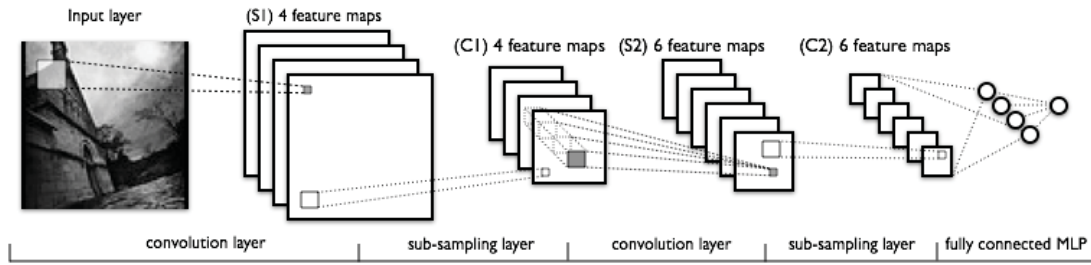 Input layer
(S1) 4 feature maps
(C1) 4 feature maps
(S2) 6 feature maps
(C2) 6 feature maps
convolution layer
sub-sampling layer
convolution layer
sub-sampling layer
fully connected MLP